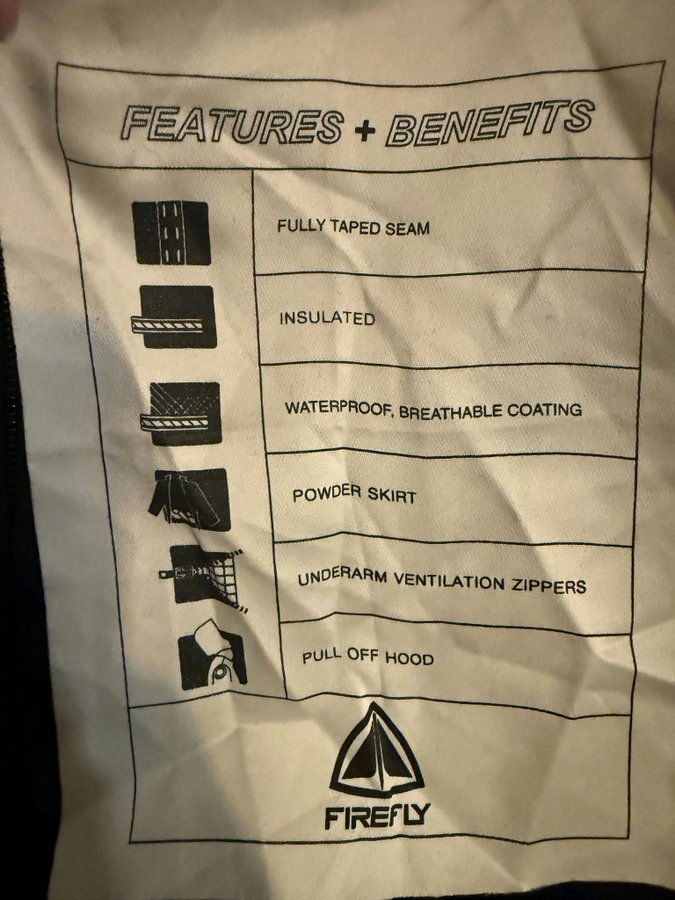 FEATURES + BENEFITS
FULLY TAPED SEAM
INSULATED
WATERPROOF, BREATHABLE COATING
POWDER SKIRT
UNDERARM VENTILATION ZIPPERS
PULL OFF HOOD
FIREFLY